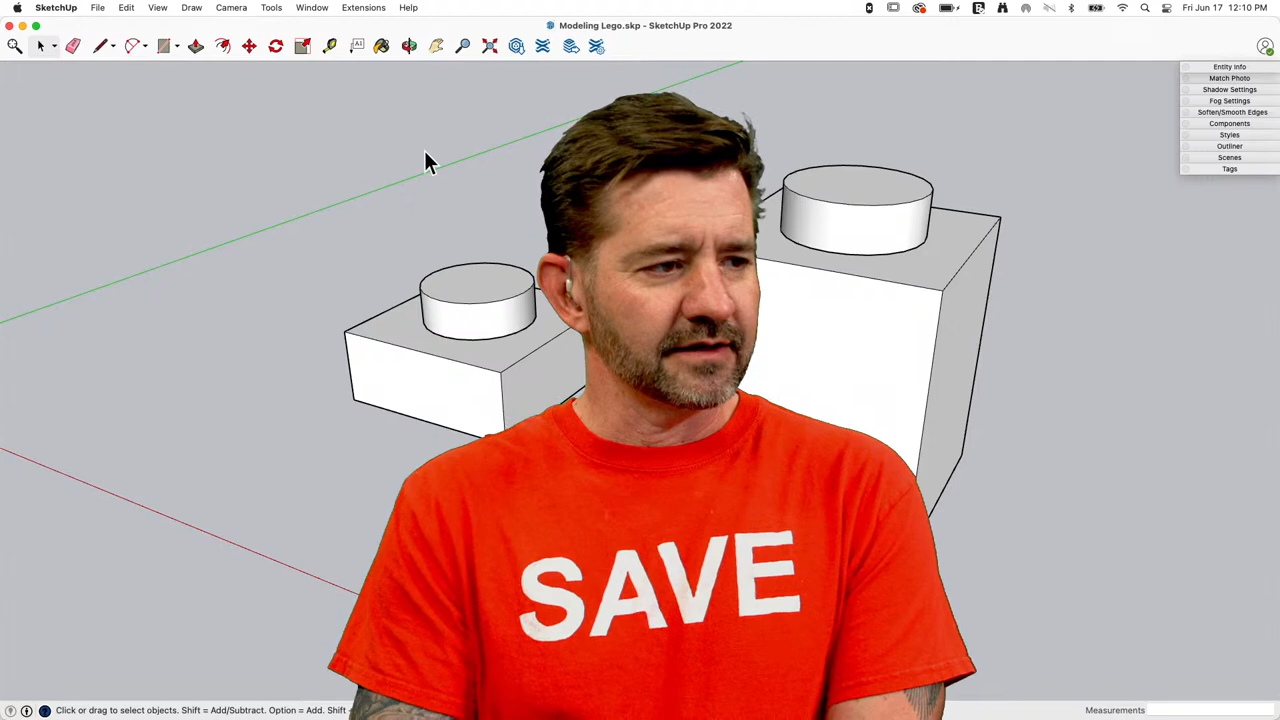 SketchUp File Edit View Draw Camera Tools Window Extensions Help Fri Jun 17 12:10 PM
Modeling Lego.skp - SketchUp Pro 2022
Entity Info
Match Photo
Shadow Settings
Fog Settings
Soften/Smooth Edges
Components
Styles
Outliner
Scenes
Tags
SAVE
Click or drag to select objects. Shift = Add/Subtract. Option = Add. Shift - Measurements